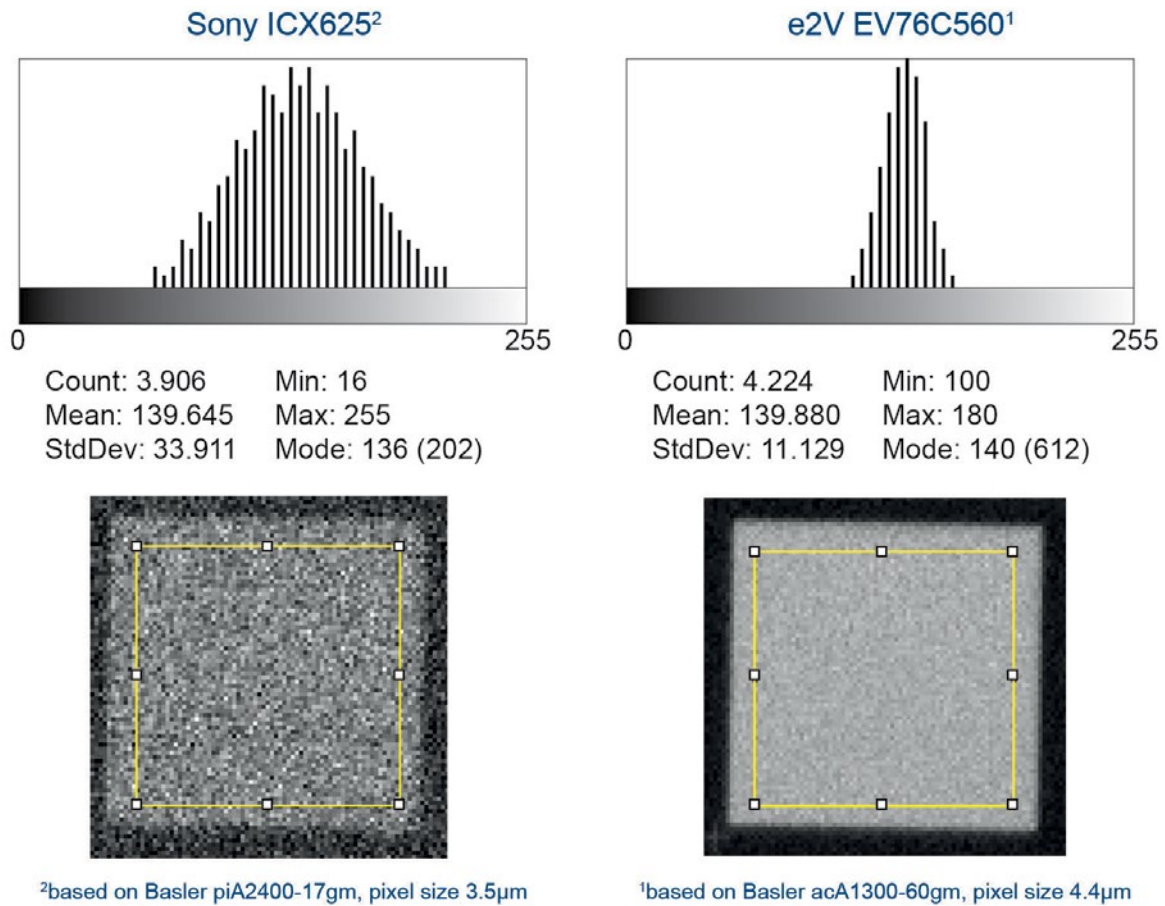 Sony ICX625²
e2V EV76C560¹
0 255
0 255
Count: 3.906 Min: 16
Mean: 139.645 Max: 255
StdDev: 33.911 Mode: 136 (202)
Count: 4.224 Min: 100
Mean: 139.880 Max: 180
StdDev: 11.129 Mode: 140 (612)
²based on Basler piA2400-17gm, pixel size 3.5µm
¹based on Basler acA1300-60gm, pixel size 4.4µm